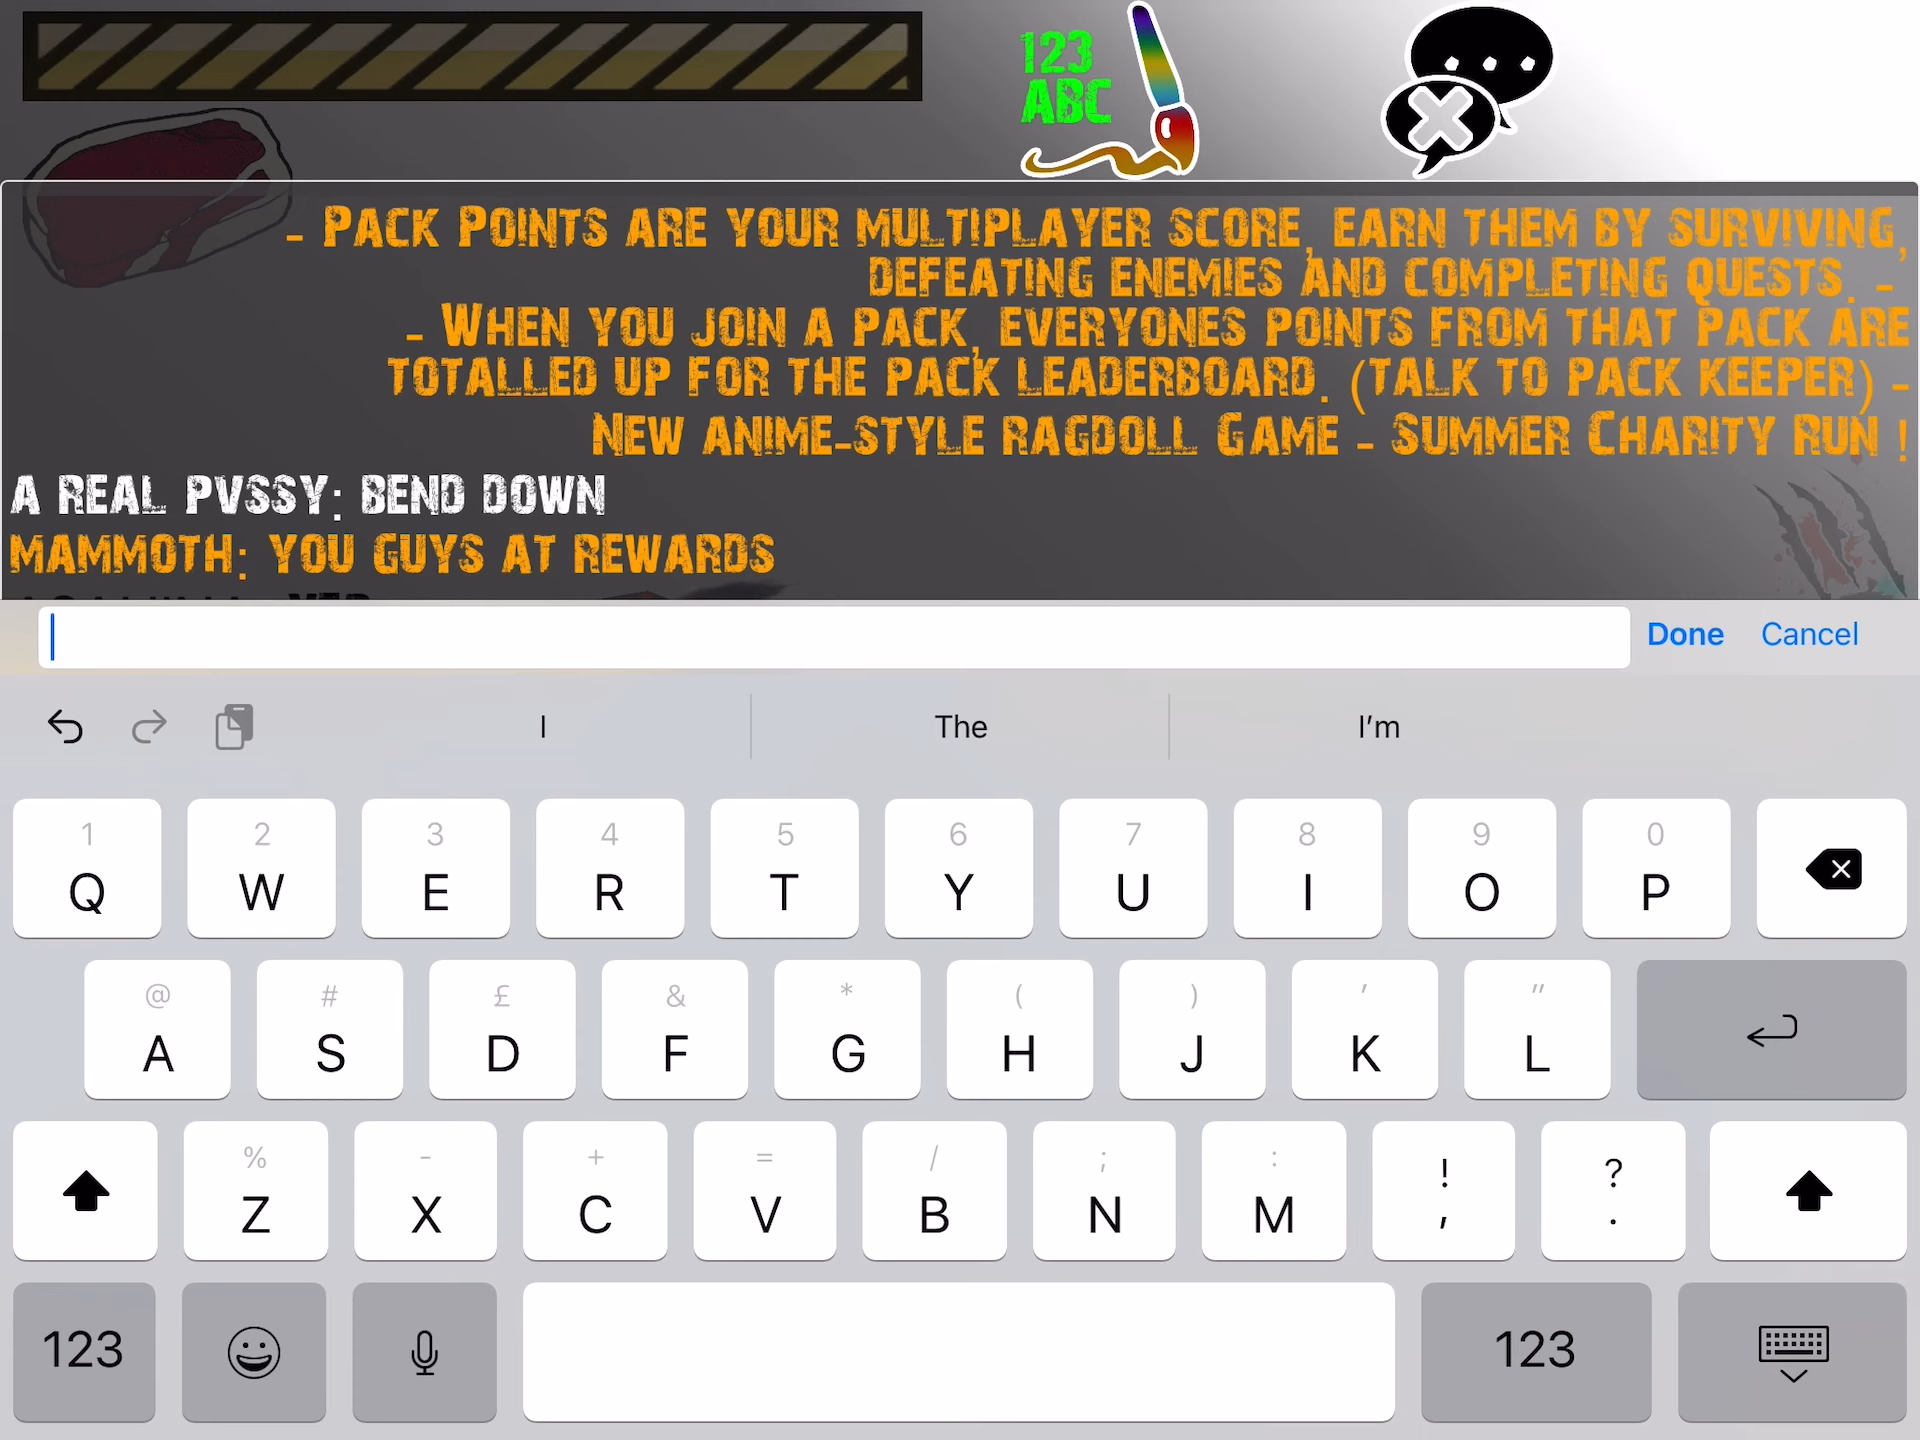 123
ABC
- Pack Points are your multiplayer score, earn them by surviving,
defeating enemies and completing quests. -
- When you join a pack, everyones points from that pack are
totalled up for the pack leaderboard. (talk to pack keeper) -
New anime-style ragdoll Game - Summer Charity Run !
A REAL PVSSY: BEND DOWN
MAMMOTH: YOU GUYS AT REWARDS
Done Cancel
I The I’m
1 2 3 4 5 6 7 8 9 0
Q W E R T Y U I O P
@ # £ & * ( ) ' "
A S D F G H J K L
% - + = / ; : ! ?
Z X C V B N M , .
123 123